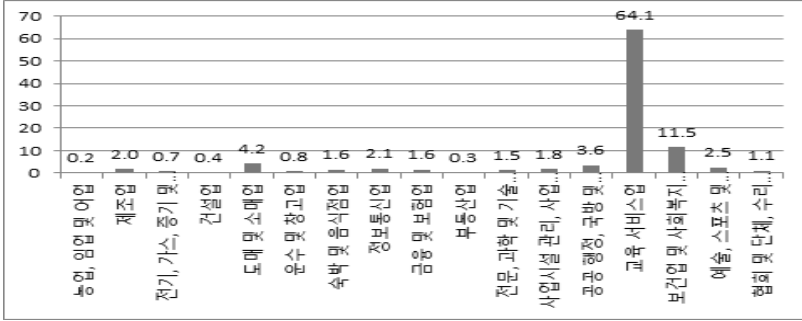 70
60
50
40
30
20
10
0
0.2
2.0
0.7
0.4
4.2
0.8
1.6
2.1
1.6
0.3
1.5
1.8
3.6
64.1
11.5
2.5
1.1
농업, 임업 및 어업
제조업
전기, 가스, 증기 및...
건설업
도매 및 소매업
운수 및 창고업
숙박 및 음식점업
정보통신업
금융 및 보험업
부동산업
전문, 과학 및 기술...
사업시설 관리, 사업...
공공 행정, 국방 및...
교육 서비스업
보건업 및 사회복지...
예술, 스포츠 및...
협회 및 단체, 수리...